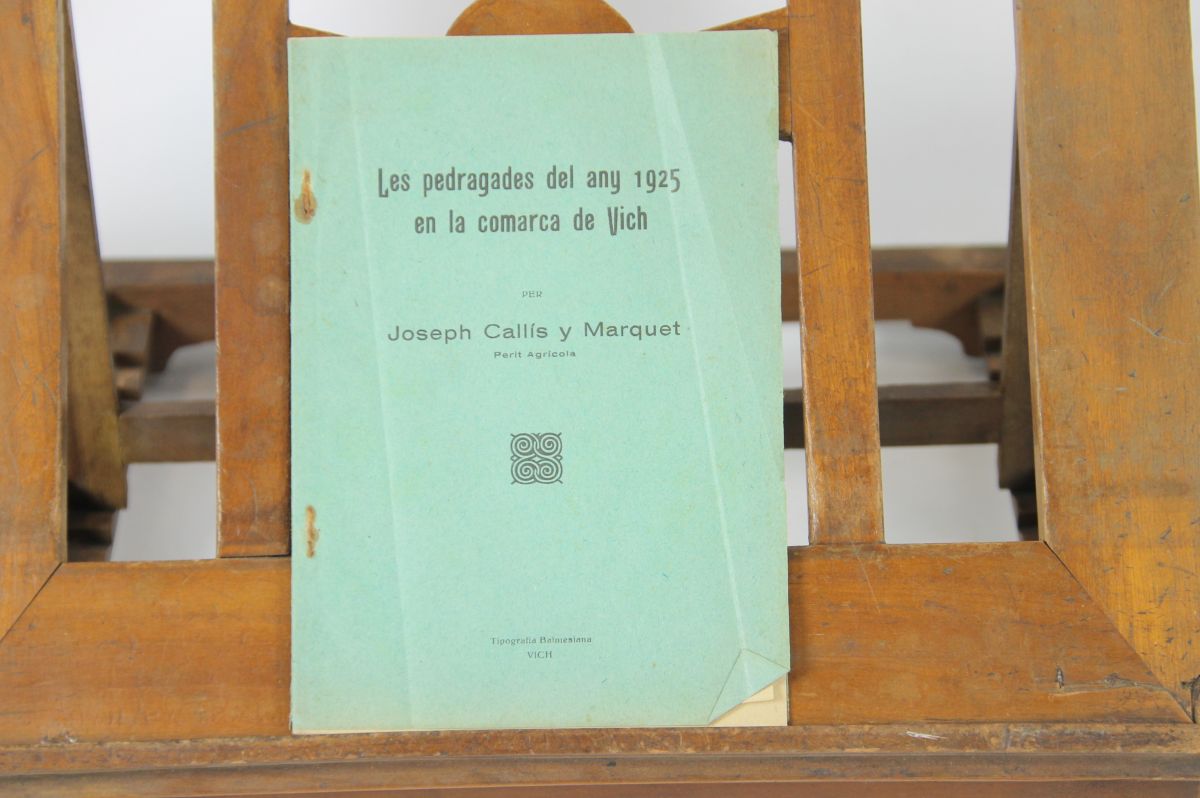 Les pedragades del any 1925
en la comarca de Vich
PER
Joseph Callís y Marquet
Perit Agrícola
Tipografia Balmesiana
VICH